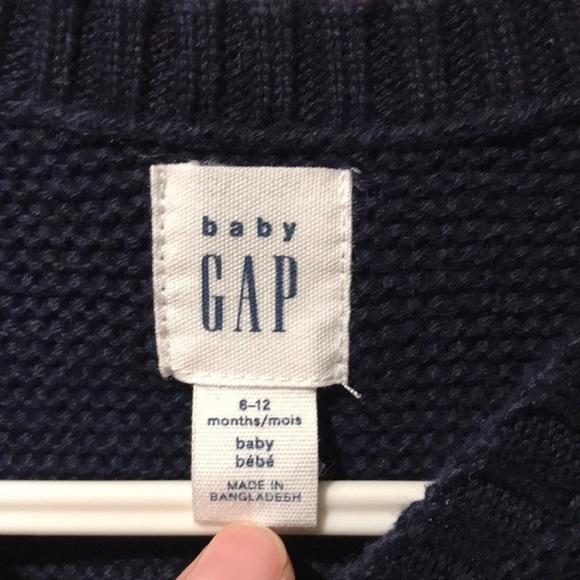 baby
GAP
6-12
months/mois
baby
bébé
MADE IN
BANGLADESH